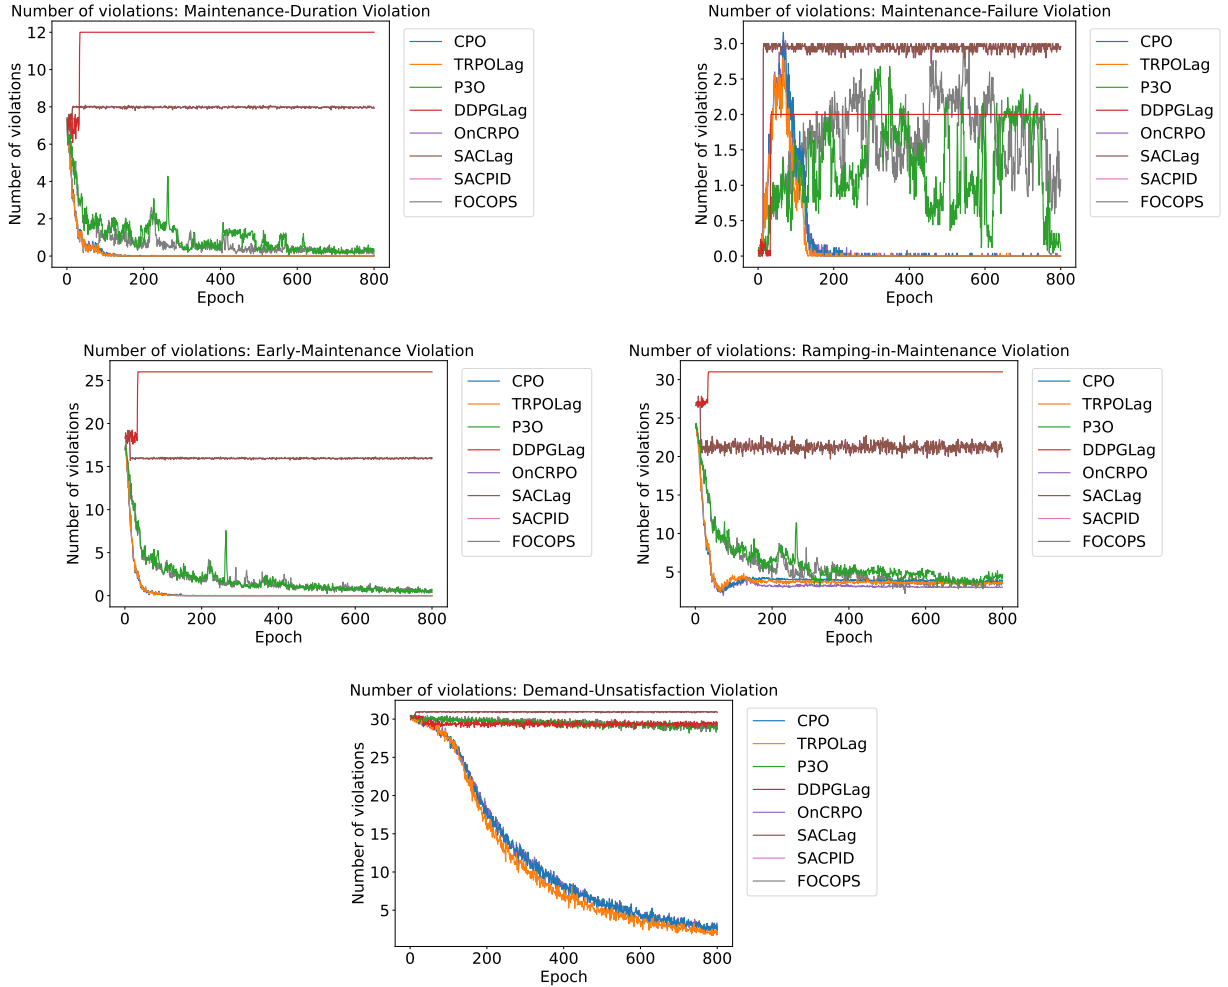 Number of violations: Maintenance-Duration Violation
Number of violations
12
10
8
6
4
2
0
0
200
400
600
800
Epoch
CPO
TRPOLag
P3O
DDPGLag
OnCRPO
SACLag
SACPID
FOCOPS
Number of violations: Maintenance-Failure Violation
Number of violations
3.0
2.5
2.0
1.5
1.0
0.5
0.0
0
200
400
600
800
Epoch
CPO
TRPOLag
P3O
DDPGLag
OnCRPO
SACLag
SACPID
FOCOPS
Number of violations: Early-Maintenance Violation
Number of violations
25
20
15
10
5
0
0
200
400
600
800
Epoch
CPO
TRPOLag
P3O
DDPGLag
OnCRPO
SACLag
SACPID
FOCOPS
Number of violations: Ramping-in-Maintenance Violation
Number of violations
30
25
20
15
10
5
0
200
400
600
800
Epoch
CPO
TRPOLag
P3O
DDPGLag
OnCRPO
SACLag
SACPID
FOCOPS
Number of violations: Demand-Unsatisfaction Violation
Number of violations
30
25
20
15
10
5
0
200
400
600
800
Epoch
CPO
TRPOLag
P3O
DDPGLag
OnCRPO
SACLag
SACPID
FOCOPS